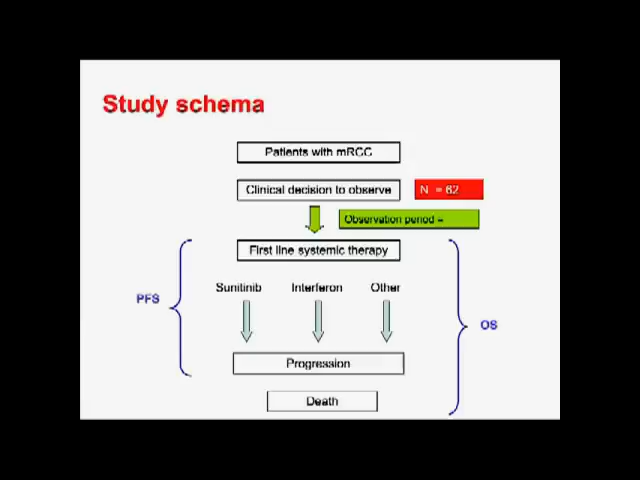 Study schema
Patients with mRCC
Clinical decision to observe
N = 62
Observation period =
First line systemic therapy
Sunitinib Interferon Other
PFS
OS
Progression
Death